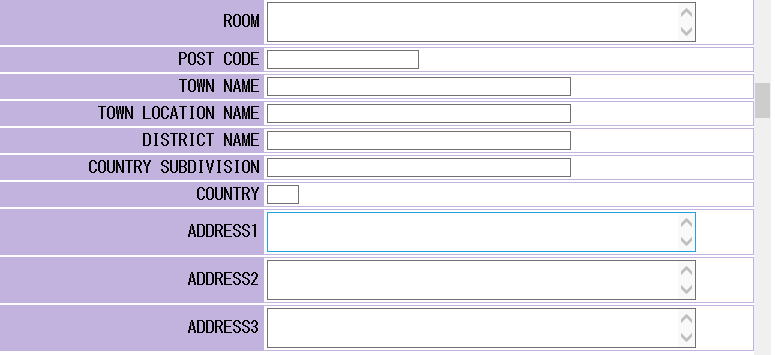 ROOM
POST CODE
TOWN NAME
TOWN LOCATION NAME
DISTRICT NAME
COUNTRY SUBDIVISION
COUNTRY
ADDRESS1
ADDRESS2
ADDRESS3